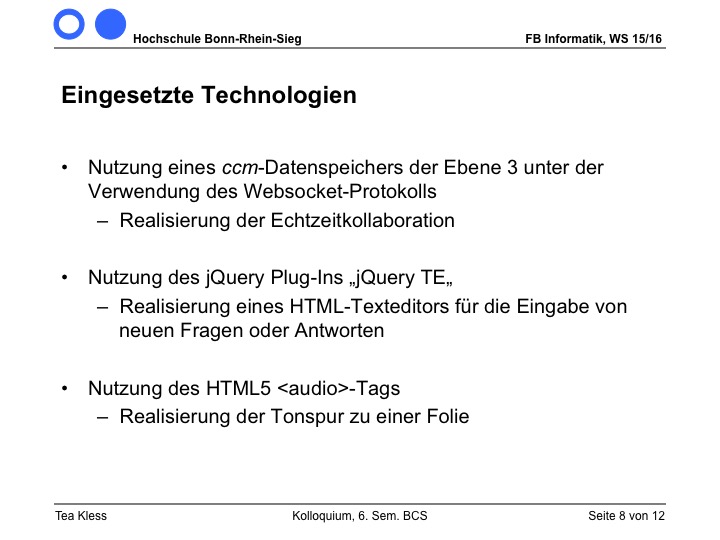 Hochschule Bonn-Rhein-Sieg FB Informatik, WS 15/16
Eingesetzte Technologien
• Nutzung eines ccm-Datenspeichers der Ebene 3 unter der
Verwendung des Websocket-Protokolls
– Realisierung der Echtzeitkollaboration
• Nutzung des jQuery Plug-Ins „jQuery TE„
– Realisierung eines HTML-Texteditors für die Eingabe von
neuen Fragen oder Antworten
• Nutzung des HTML5 <audio>-Tags
– Realisierung der Tonspur zu einer Folie
Tea Kless Kolloquium, 6. Sem. BCS Seite 8 von 12